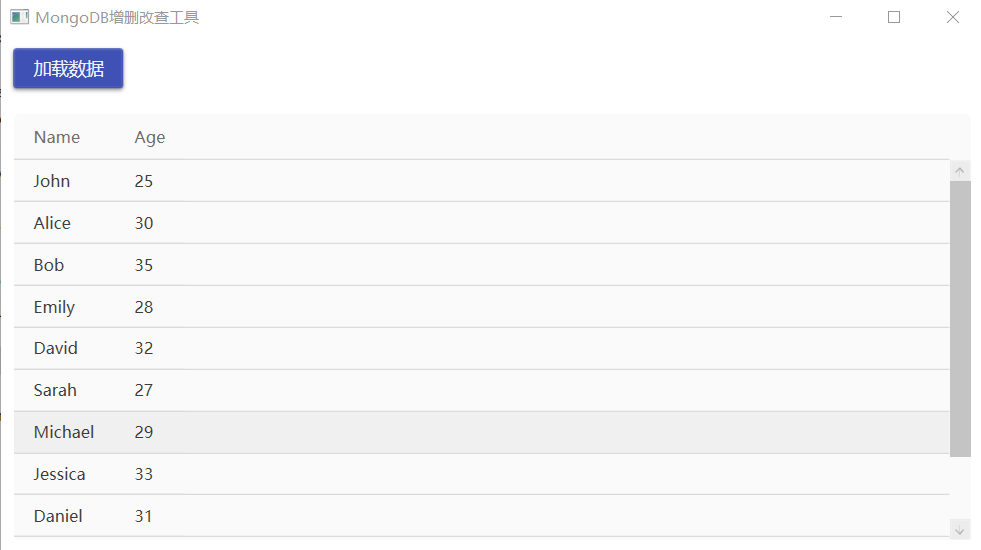 MongoDB增删改查工具
加载数据
Name Age
John 25
Alice 30
Bob 35
Emily 28
David 32
Sarah 27
Michael 29
Jessica 33
Daniel 31